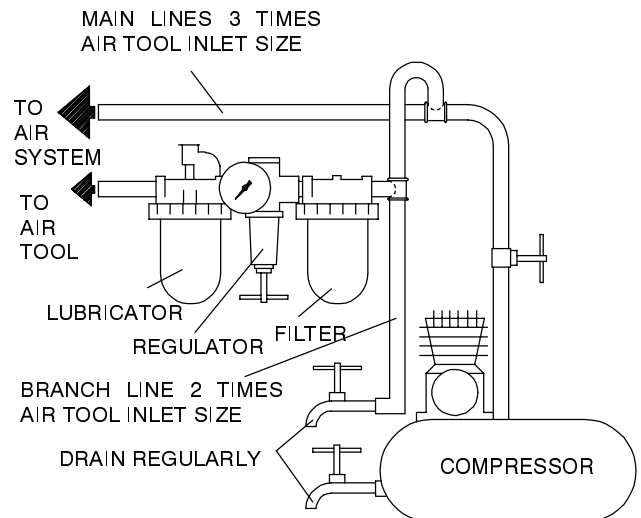 MAIN LINES 3 TIMES
AIR TOOL INLET SIZE
TO
AIR
SYSTEM
TO
AIR
TOOL
LUBRICATOR
REGULATOR
FILTER
BRANCH LINE 2 TIMES
AIR TOOL INLET SIZE
DRAIN REGULARLY
COMPRESSOR